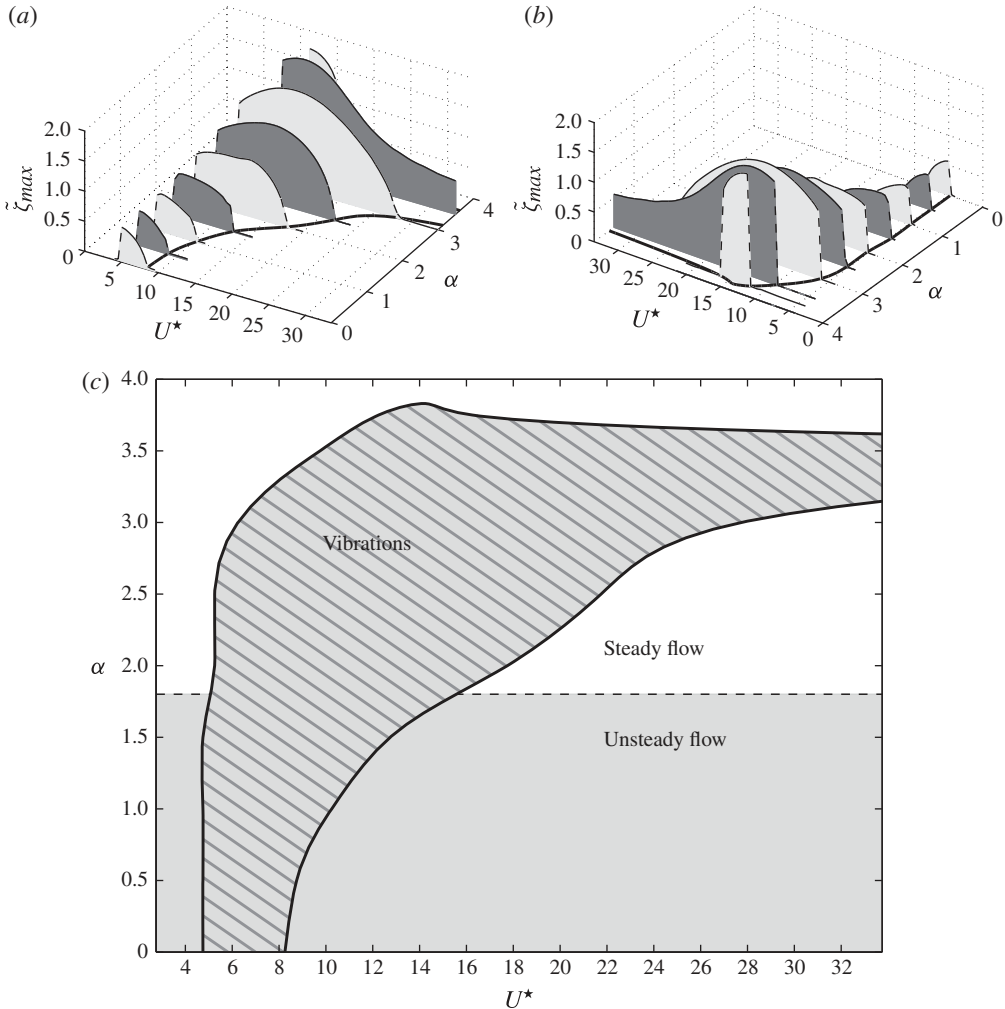 (a)
2.0
1.5
1.0
0.5
0
ζ̃max
5
10
15
20
25
30
U★
0
1
2
3
4
α
(b)
2.0
1.5
1.0
0.5
0
ζ̃max
30
25
20
15
10
5
0
U★
4
3
2
1
0
α
(c)
4.0
3.5
3.0
2.5
2.0
1.5
1.0
0.5
0
α
Vibrations
Steady flow
Unsteady flow
4 6 8 10 12 14 16 18 20 22 24 26 28 30 32
U★